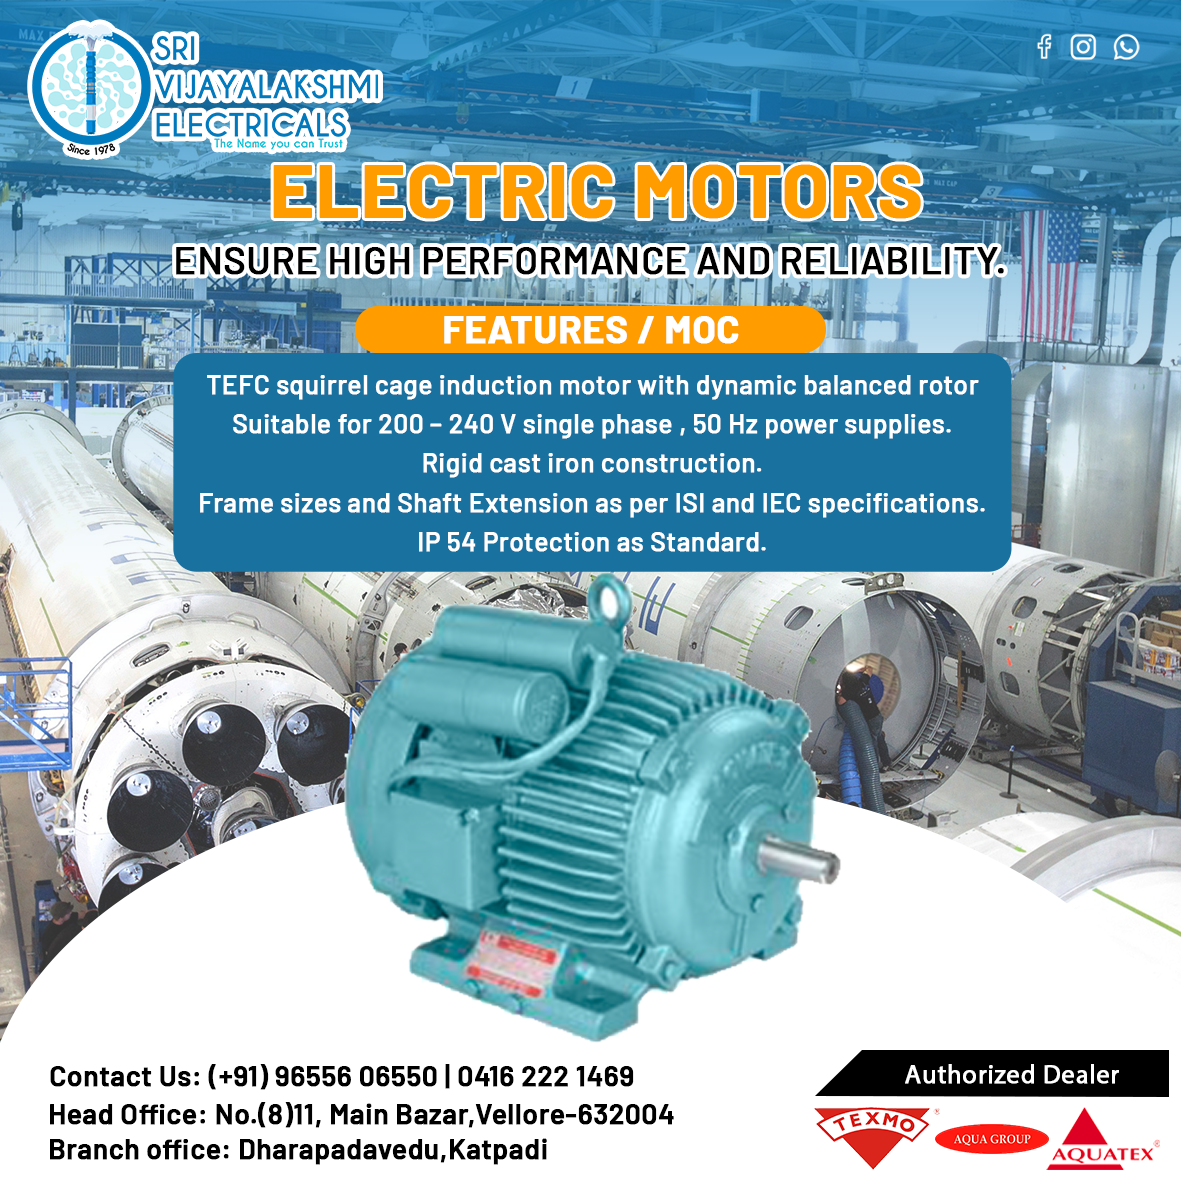 SRI
VIJAYALAKSHMI
ELECTRICALS
The Name you can Trust
Since 1978
ELECTRIC MOTORS
ENSURE HIGH PERFORMANCE AND RELIABILITY.
FEATURES / MOC
TEFC squirrel cage induction motor with dynamic balanced rotor
Suitable for 200 – 240 V single phase , 50 Hz power supplies.
Rigid cast iron construction.
Frame sizes and Shaft Extension as per ISI and IEC specifications.
IP 54 Protection as Standard.
Contact Us: (+91) 96556 06550 | 0416 222 1469
Head Office: No.(8)11, Main Bazar,Vellore-632004
Branch office: Dharapadavedu,Katpadi
Authorized Dealer
TEXMO ®
AQUA GROUP
AQUATEX ®